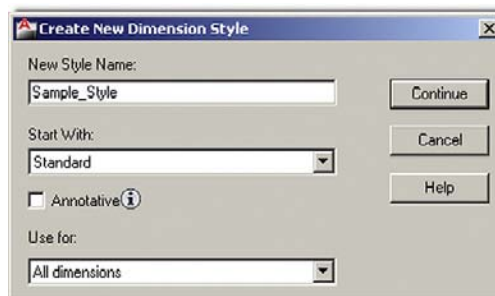 Create New Dimension Style
New Style Name:
Sample_Style
Continue
Start With:
Cancel
Standard
Help
Annotative
Use for:
All dimensions